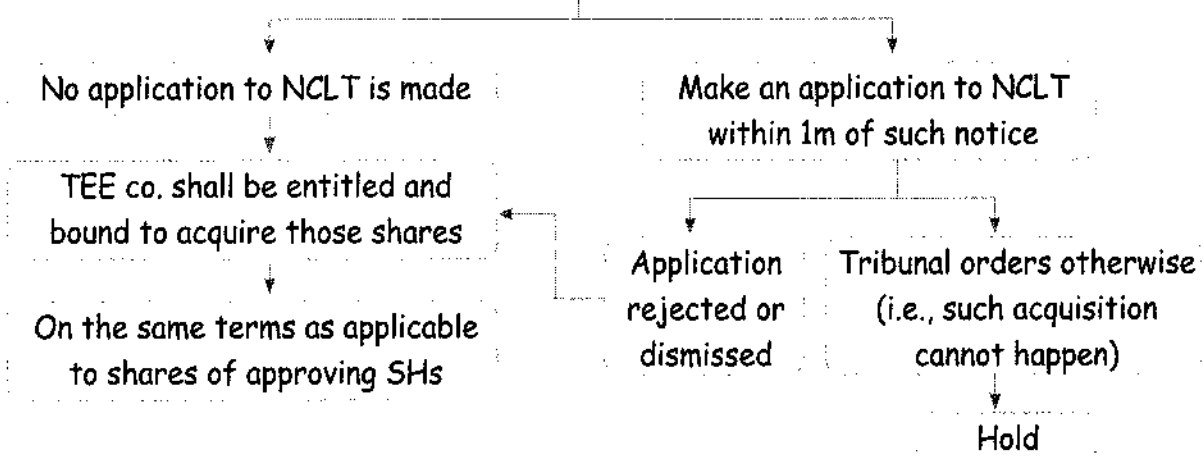 No application to NCLT is made
TEE co. shall be entitled and
bound to acquire those shares
On the same terms as applicable
to shares of approving SHs
Make an application to NCLT
within 1m of such notice
Application
rejected or
dismissed
Tribunal orders otherwise
(i.e., such acquisition
cannot happen)
Hold